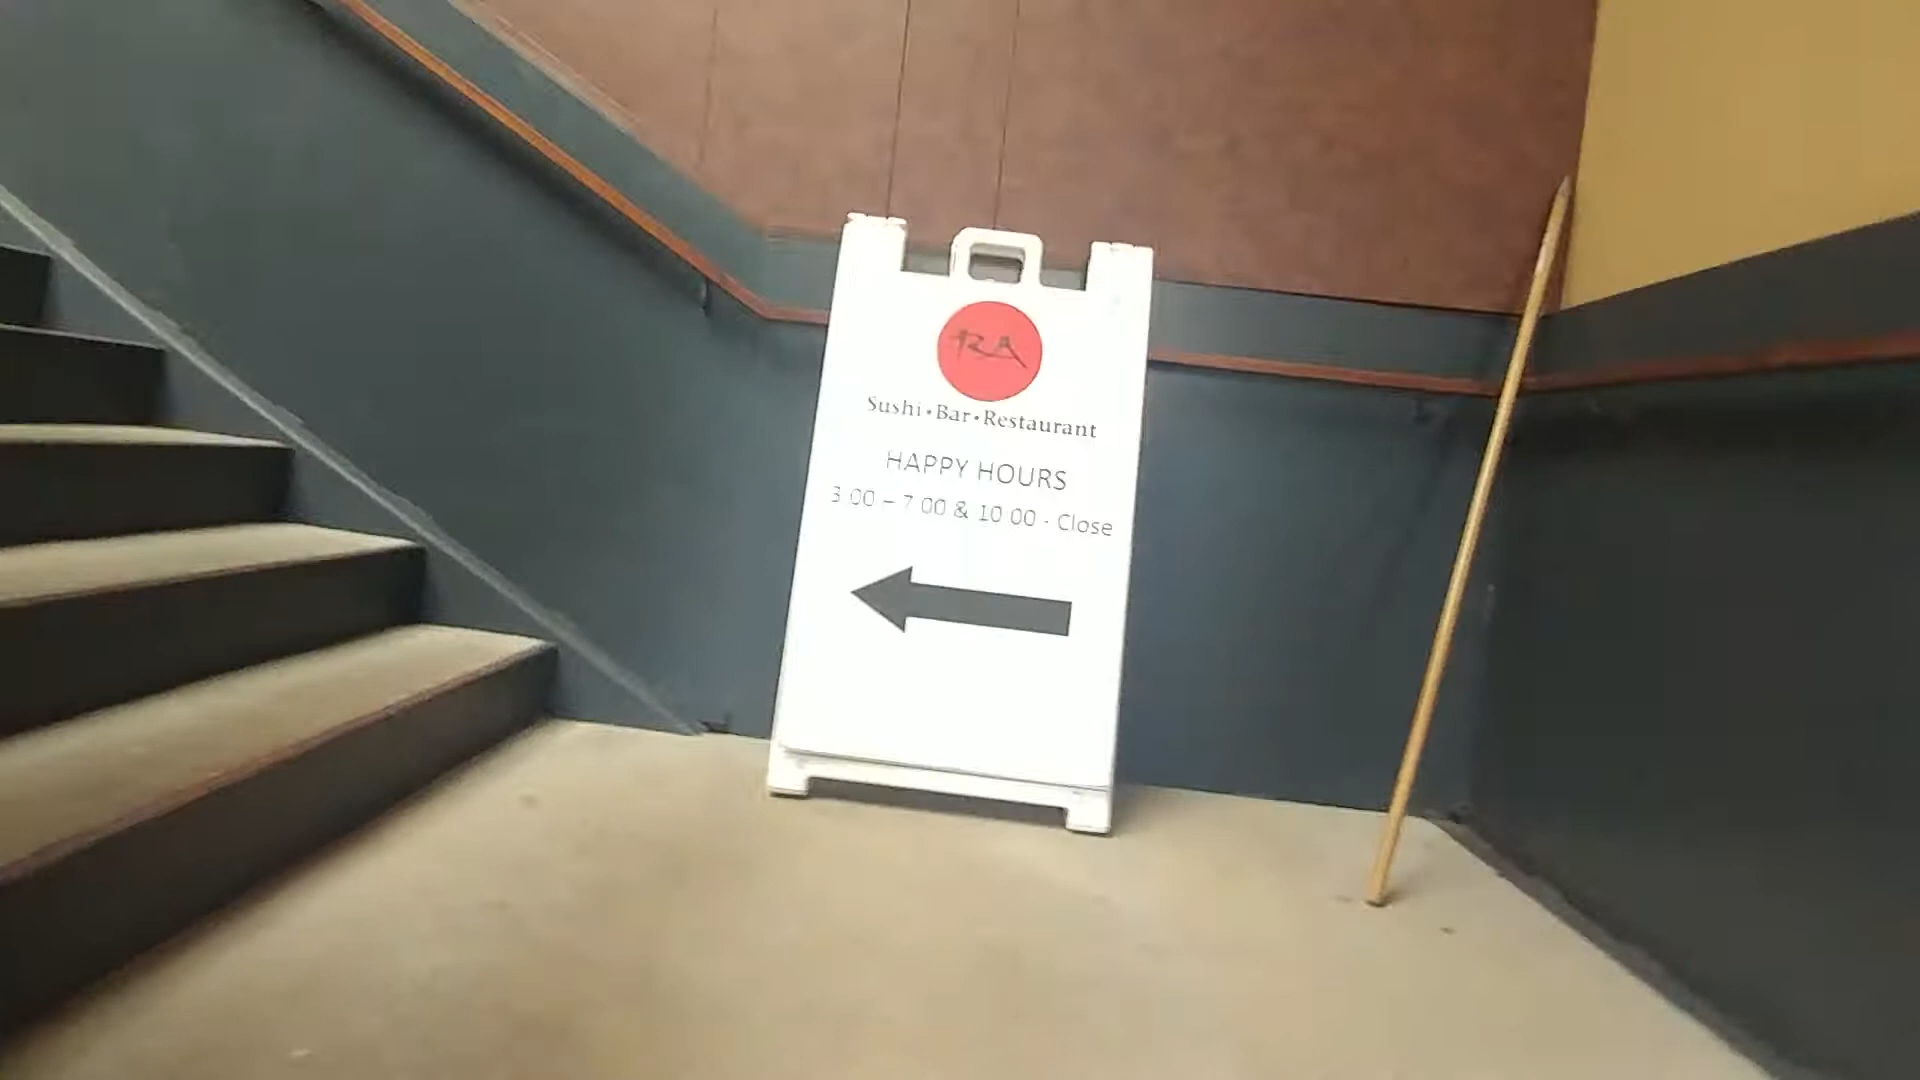 RA
Sushi•Bar•Restaurant
HAPPY HOURS
3:00 – 7:00 & 10:00 - Close